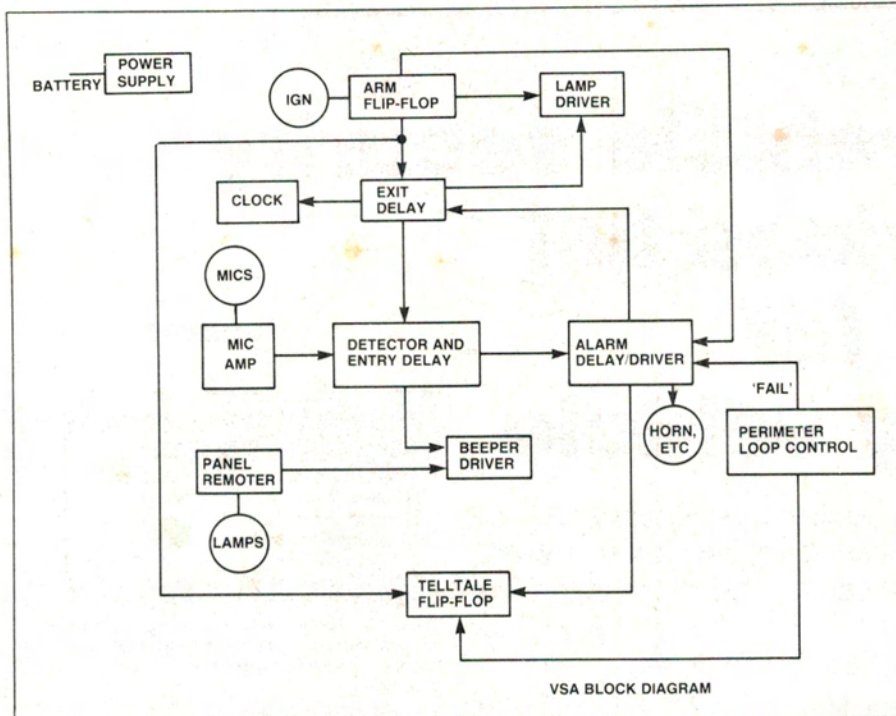 POWER
SUPPLY
BATTERY
IGN
ARM
FLIP-FLOP
LAMP
DRIVER
CLOCK
EXIT
DELAY
MICS
MIC
AMP
DETECTOR AND
ENTRY DELAY
ALARM
DELAY/DRIVER
'FAIL'
HORN,
ETC
PERIMETER
LOOP CONTROL
PANEL
REMOTER
BEEPER
DRIVER
LAMPS
TELLTALE
FLIP-FLOP
VSA BLOCK DIAGRAM